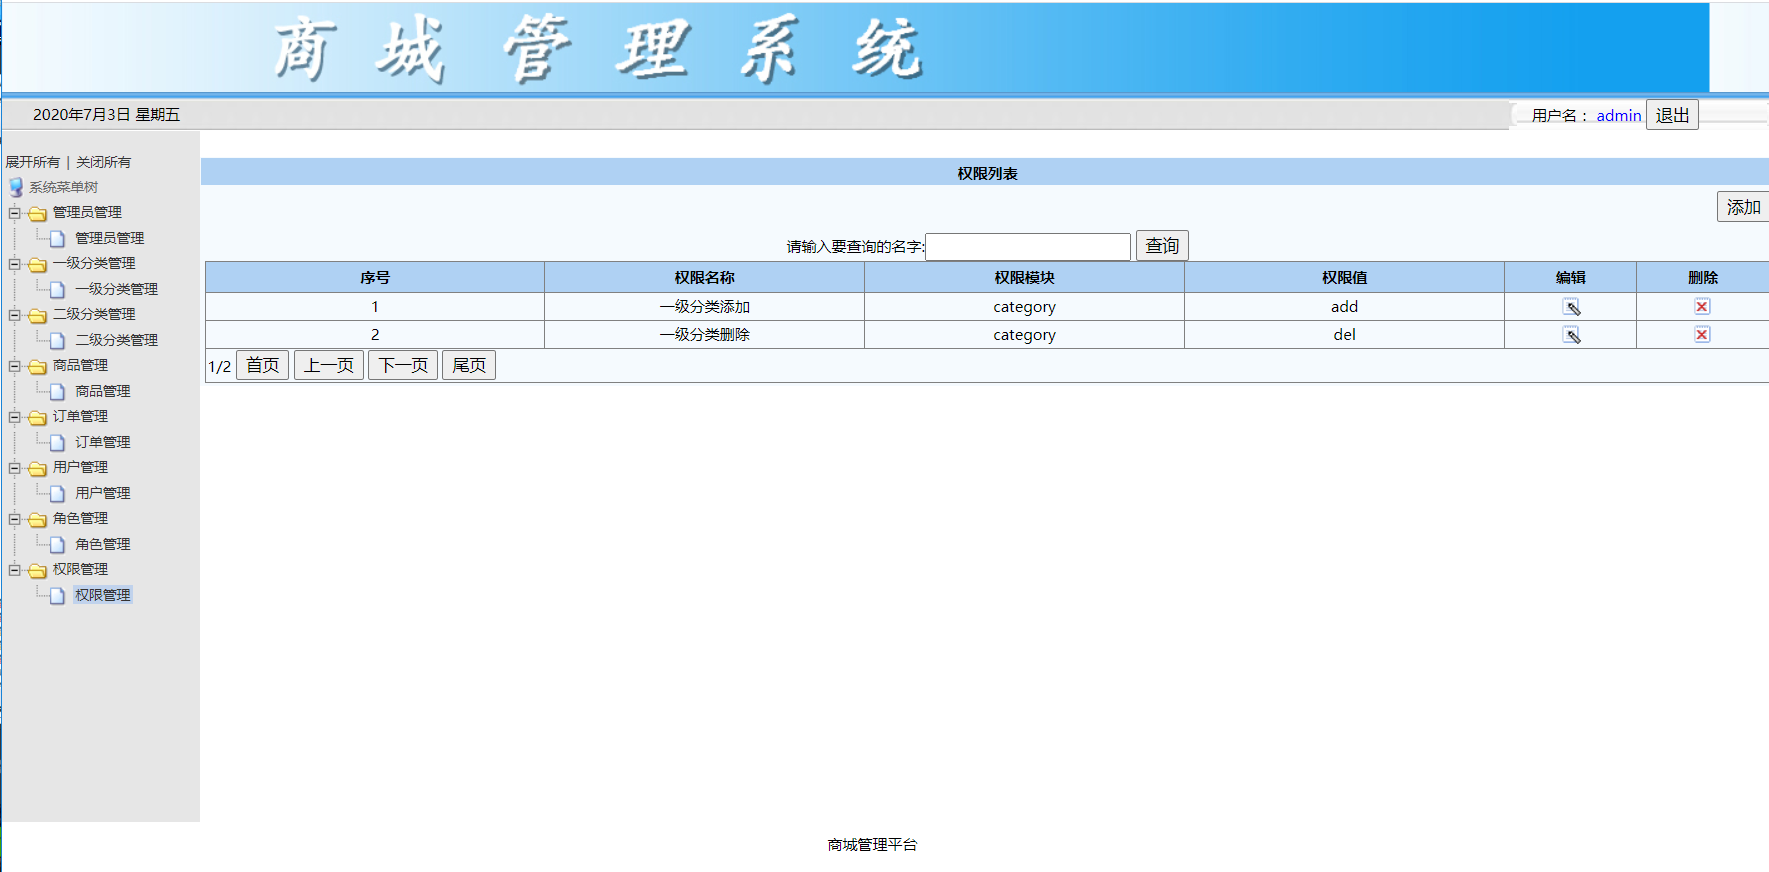 商城管理系统
2020年7月3日 星期五
用户名： admin 退出
展开所有 | 关闭所有
系统菜单树
管理员管理
管理员管理
一级分类管理
一级分类管理
二级分类管理
二级分类管理
商品管理
商品管理
订单管理
订单管理
用户管理
用户管理
角色管理
角色管理
权限管理
权限管理
权限列表
添加
请输入要查询的名字: 查询
序号 权限名称 权限模块 权限值 编辑 删除
1 一级分类添加 category add
2 一级分类删除 category del
1/2 首页 上一页 下一页 尾页
商城管理平台